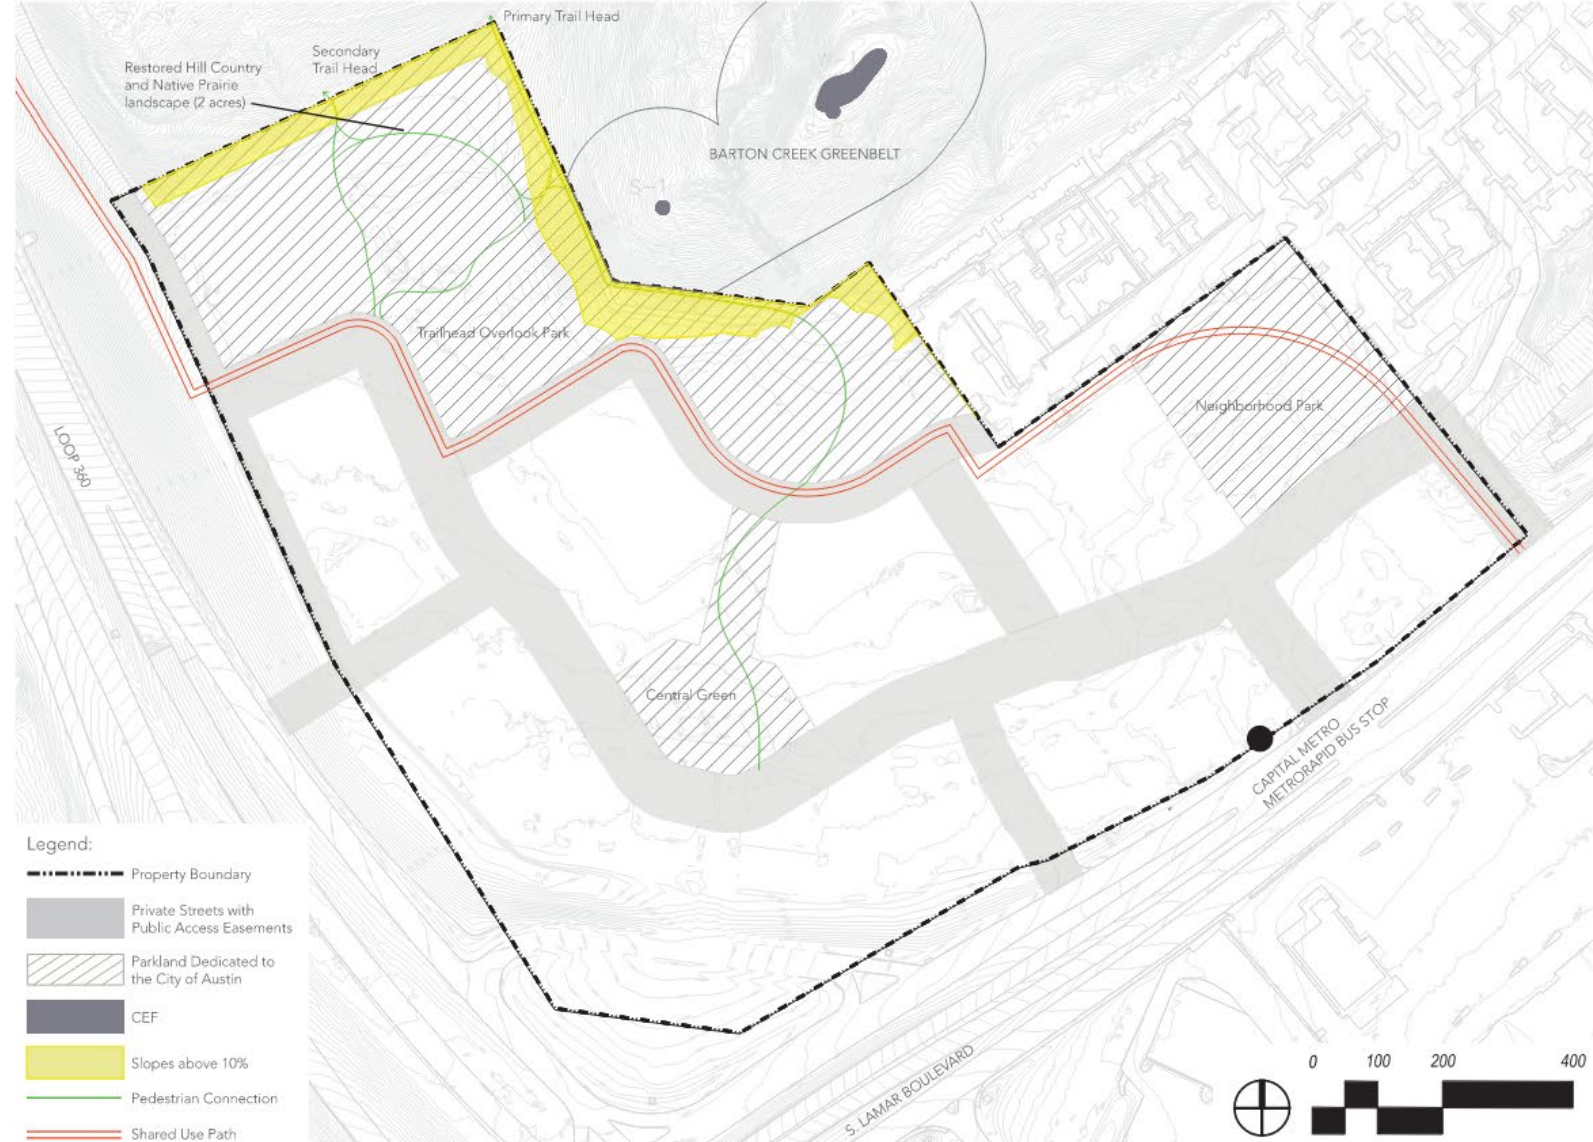 Primary Trail Head
Secondary
Trail Head
Restored Hill Country
and Native Prairie
landscape (2 acres)
W-1
BARTON CREEK GREENBELT
S-1
Trailhead Overlook Park
Neighborhood Park
LOOP 360
Central Green
CAPITAL METRO
METRORAPID BUS STOP
S. LAMAR BOULEVARD
Legend:
Property Boundary
Private Streets with
Public Access Easements
Parkland Dedicated to
the City of Austin
CEF
Slopes above 10%
Pedestrian Connection
Shared Use Path
0 100 200 400